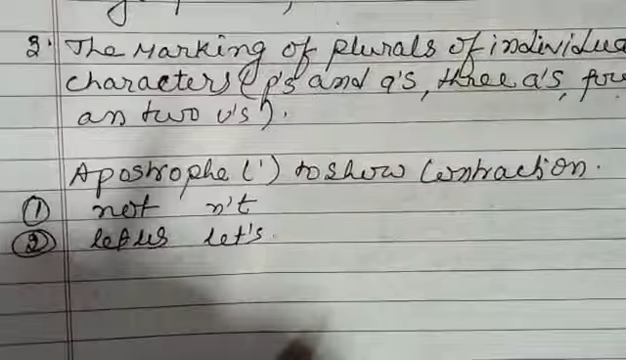 3. The Marking of plurals of individua
characters (p's and q's, three a's, for
an two u's).
Apostrophe (') to show Contraction.
① not n't
② let us let's.